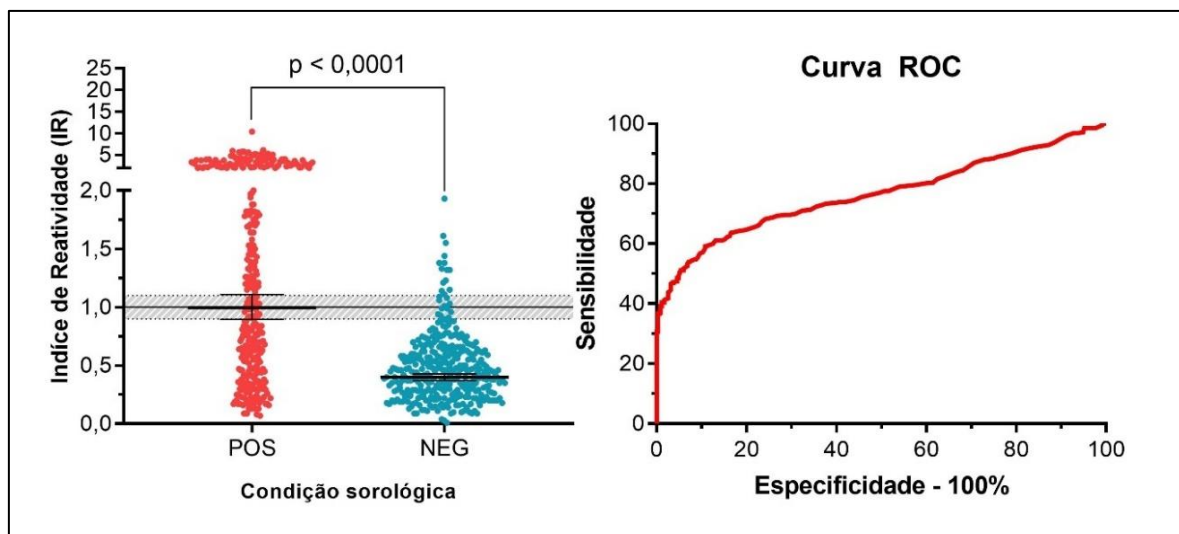 p < 0,0001
Indíce de Reatividade (IR)
25
20
15
10
5
2,0
1,5
1,0
0,5
0,0
POS
NEG
Condição sorológica
Curva ROC
Sensibilidade
100
80
60
40
20
0
0
20
40
60
80
100
Especificidade - 100%